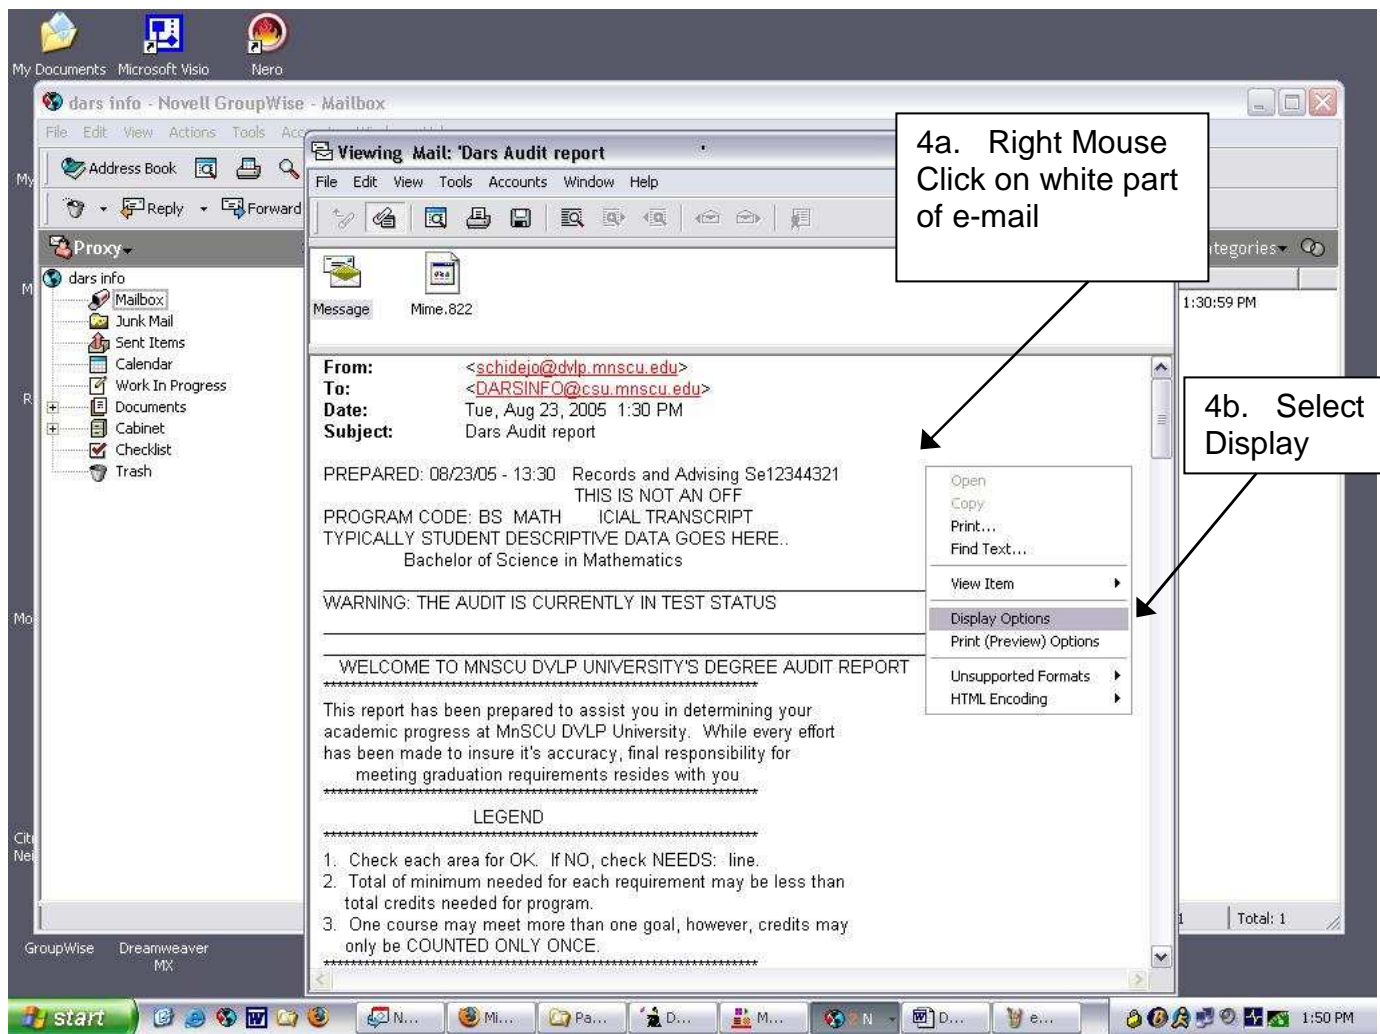 My Documents Microsoft Visio Nero
dars info - Novell GroupWise - Mailbox
File Edit View Actions Tools
Address Book
Reply Forward
Proxy
dars info
Mailbox
Junk Mail
Sent Items
Calendar
Work In Progress
Documents
Cabinet
Checklist
Trash
Viewing Mail: 'Dars Audit report
File Edit View Tools Accounts Window Help
Message Mime.822
From: <schidejo@dvlp.mnscu.edu>
To: <DARSINFO@csu.mnscu.edu>
Date: Tue, Aug 23, 2005 1:30 PM
Subject: Dars Audit report
PREPARED: 08/23/05 - 13:30 Records and Advising Se12344321
THIS IS NOT AN OFF
PROGRAM CODE: BS MATH ICIAL TRANSCRIPT
TYPICALLY STUDENT DESCRIPTIVE DATA GOES HERE..
Bachelor of Science in Mathematics
WARNING: THE AUDIT IS CURRENTLY IN TEST STATUS
WELCOME TO MNSCU DVLP UNIVERSITY'S DEGREE AUDIT REPORT
****************************************************************
This report has been prepared to assist you in determining your
academic progress at MnSCU DVLP University. While every effort
has been made to insure it's accuracy, final responsibility for
meeting graduation requirements resides with you
****************************************************************
LEGEND
****************************************************************
1. Check each area for OK. If NO, check NEEDS: line.
2. Total of minimum needed for each requirement may be less than
total credits needed for program.
3. One course may meet more than one goal, however, credits may
only be COUNTED ONLY ONCE.
****************************************************************
4a. Right Mouse
Click on white part
of e-mail
1:30:59 PM
4b. Select
Display
Open
Copy
Print...
Find Text...
View Item
Display Options
Print (Preview) Options
Unsupported Formats
HTML Encoding
Total: 1
GroupWise Dreamweaver
MX
start N... Mi... Pa... D... M... N D... e... 1:50 PM